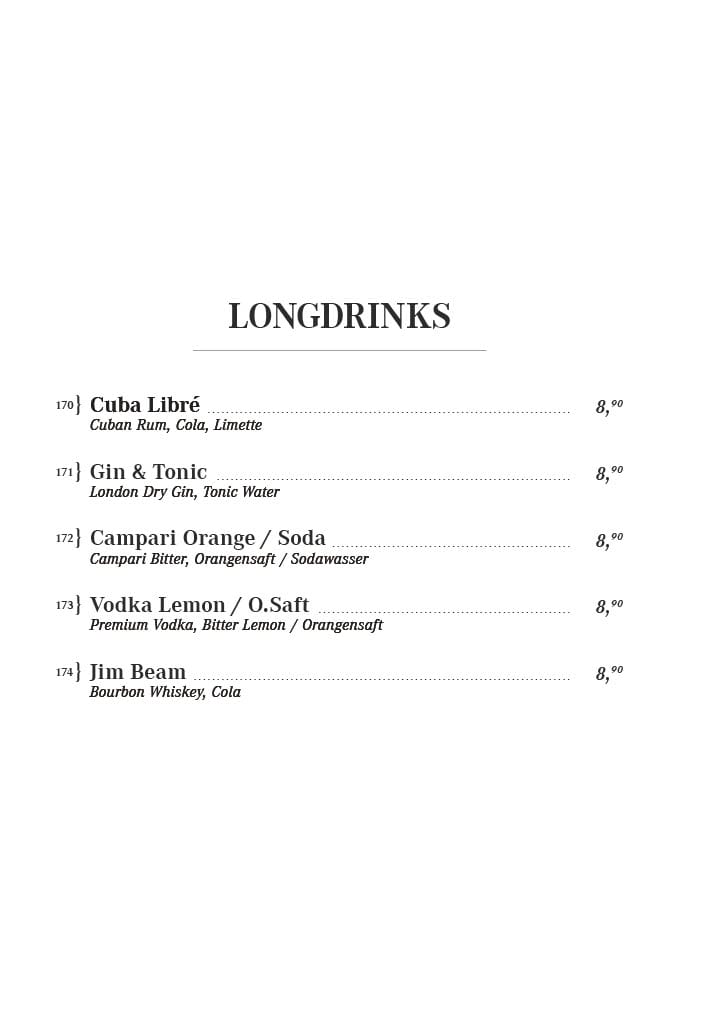 LONGDRINKS
170} Cuba Libré 8,90
Cuban Rum, Cola, Limette
171} Gin & Tonic 8,90
London Dry Gin, Tonic Water
172} Campari Orange / Soda 8,90
Campari Bitter, Orangensaft / Sodawasser
173} Vodka Lemon / O.Saft 8,90
Premium Vodka, Bitter Lemon / Orangensaft
174} Jim Beam 8,90
Bourbon Whiskey, Cola